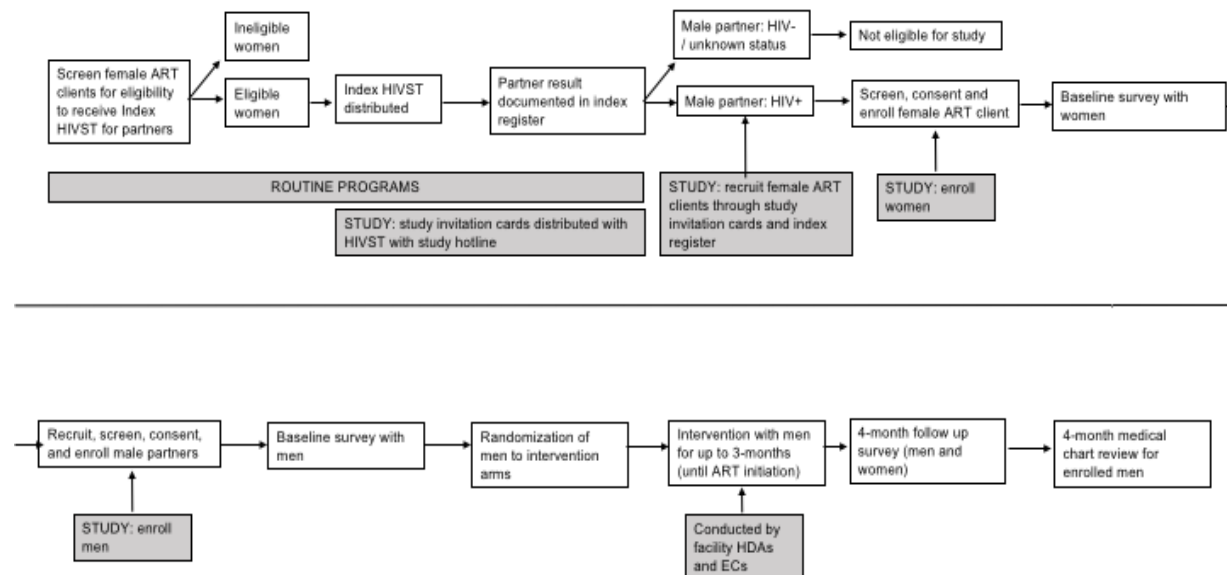 Ineligible
women
Male partner: HIV-
/ unknown status
Not eligible for study
Screen female ART
clients for eligibility
to receive Index
HIVST for partners
Eligible
women
Index HIVST
distributed
Partner result
documented in index
register
Male partner: HIV+
Screen, consent and
enroll female ART client
Baseline survey with
women
ROUTINE PROGRAMS
STUDY: study invitation cards distributed with
HIVST with study hotline
STUDY: recruit female ART
clients through study
invitation cards and index
register
STUDY: enroll
women
Recruit, screen, consent,
and enroll male partners
Baseline survey with
men
Randomization of
men to intervention
arms
Intervention with men
for up to 3-months
(until ART initiation)
4-month follow up
survey (men and
women)
4-month medical
chart review for
enrolled men
STUDY: enroll
men
Conducted by
facility HDAs
and ECs